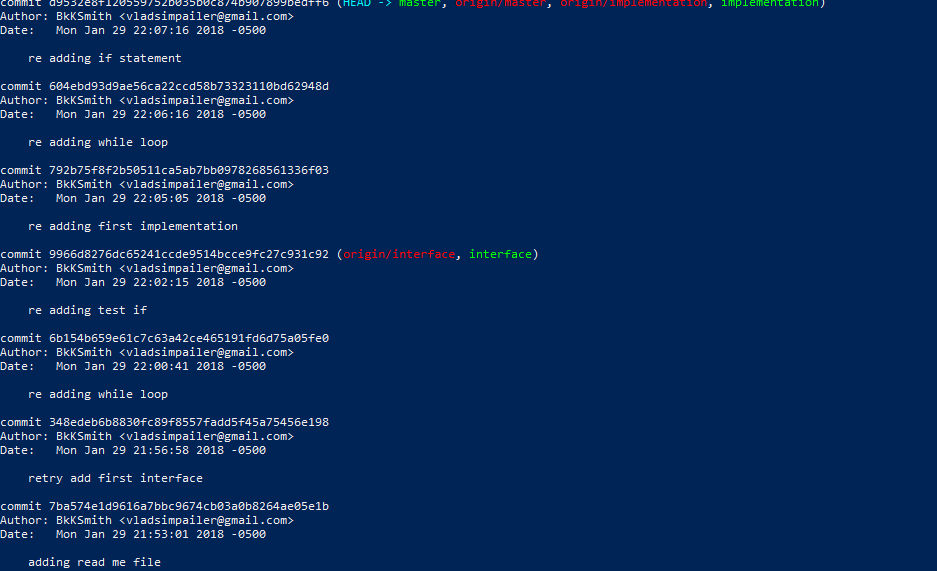 commit d9532e8f120559752b035b0c874b907899bedff6 (HEAD -> master, origin/master, origin/implementation, implementation)
Author: BkKSmith <vladsimpailer@gmail.com>
Date:   Mon Jan 29 22:07:16 2018 -0500
re adding if statement
commit 604ebd93d9ae56ca22ccd58b73323110bd62948d
Author: BkKSmith <vladsimpailer@gmail.com>
Date:   Mon Jan 29 22:06:16 2018 -0500
re adding while loop
commit 792b75f8f2b50511ca5ab7bb0978268561336f03
Author: BkKSmith <vladsimpailer@gmail.com>
Date:   Mon Jan 29 22:05:05 2018 -0500
re adding first implementation
commit 9966d8276dc65241ccde9514bcce9fc27c931c92 (origin/interface, interface)
Author: BkKSmith <vladsimpailer@gmail.com>
Date:   Mon Jan 29 22:02:15 2018 -0500
re adding test if
commit 6b154b659e61c7c63a42ce465191fd6d75a05fe0
Author: BkKSmith <vladsimpailer@gmail.com>
Date:   Mon Jan 29 22:00:41 2018 -0500
re adding while loop
commit 348edeb6b8830fc89f8557fadd5f45a75456e198
Author: BkKSmith <vladsimpailer@gmail.com>
Date:   Mon Jan 29 21:56:58 2018 -0500
retry add first interface
commit 7ba574e1d9616a7bbc9674cb03a0b8264ae05e1b
Author: BkKSmith <vladsimpailer@gmail.com>
Date:   Mon Jan 29 21:53:01 2018 -0500
adding read me file